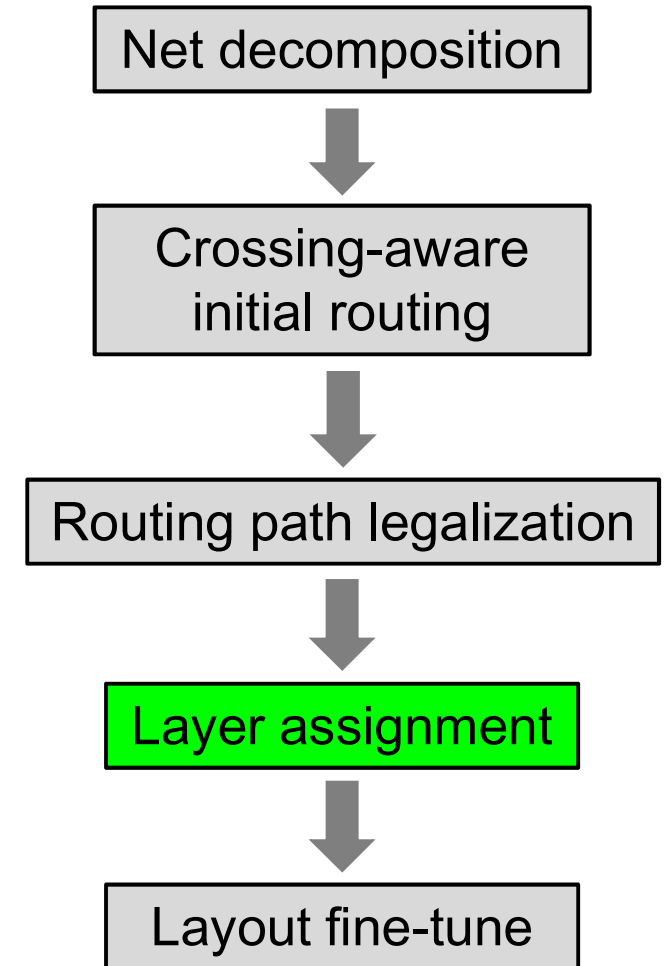 Net decomposition
Crossing-aware
initial routing
Routing path legalization
Layer assignment
Layout fine-tune